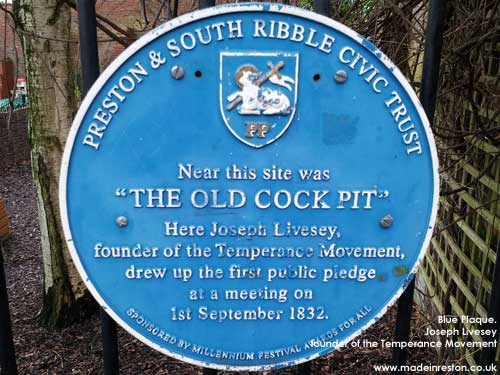 PRESTON & SOUTH RIBBLE CIVIC TRUST
PP
Near this site was
"THE OLD COCK PIT"
Here Joseph Livesey,
founder of the Temperance Movement,
drew up the first public pledge
at a meeting on
1st September 1832.
SPONSORED BY MILLENNIUM FESTIVAL AWARDS FOR ALL
Blue Plaque.
Joseph Livesey
founder of the Temperance Movement
www.madeinreston.co.uk